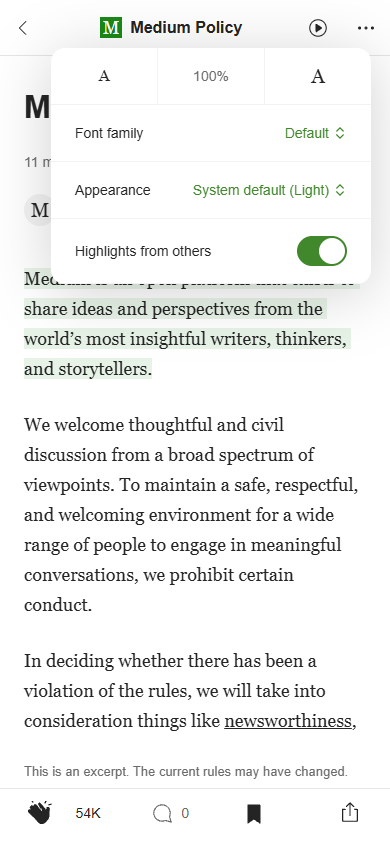 M Medium Policy
A 100% A
M
Font family Default
11 m
Appearance System default (Light)
M
Highlights from others
share ideas and perspectives from the
world’s most insightful writers, thinkers,
and storytellers.
We welcome thoughtful and civil
discussion from a broad spectrum of
viewpoints. To maintain a safe, respectful,
and welcoming environment for a wide
range of people to engage in meaningful
conversations, we prohibit certain
conduct.
In deciding whether there has been a
violation of the rules, we will take into
consideration things like newsworthiness,
This is an excerpt. The current rules may have changed.
54K 0